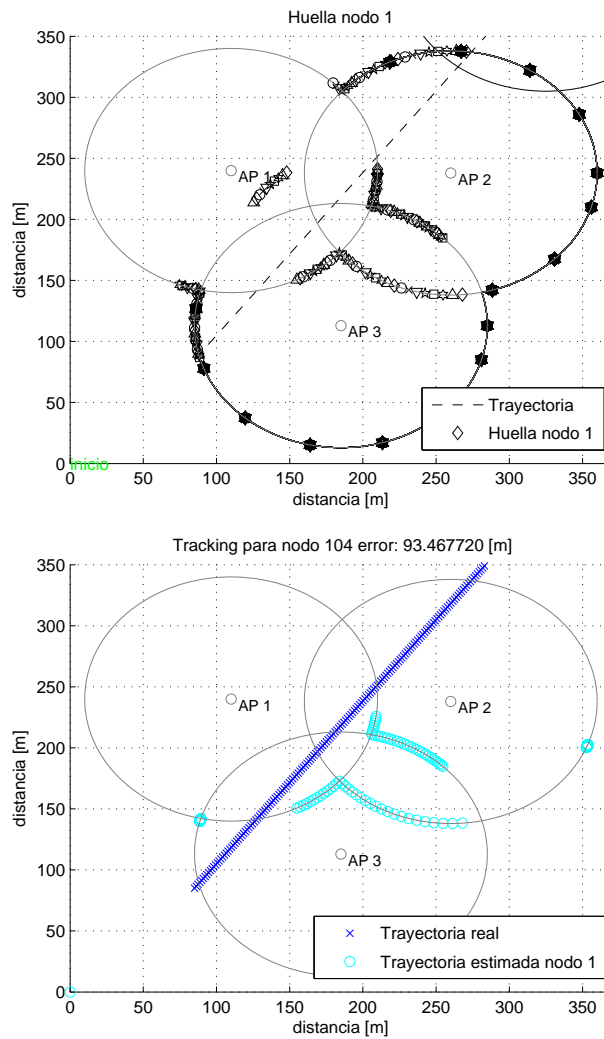 Huella nodo 1
350
300
250
200
150
100
50
0
distancia [m]
AP 1
AP 2
AP 3
Trayectoria
Huella nodo 1
inicio
0 50 100 150 200 250 300 350
distancia [m]
Tracking para nodo 104 error: 93.467720 [m]
350
300
250
200
150
100
50
0
distancia [m]
AP 1
AP 2
AP 3
Trayectoria real
Trayectoria estimada nodo 1
0 50 100 150 200 250 300 350
distancia [m]